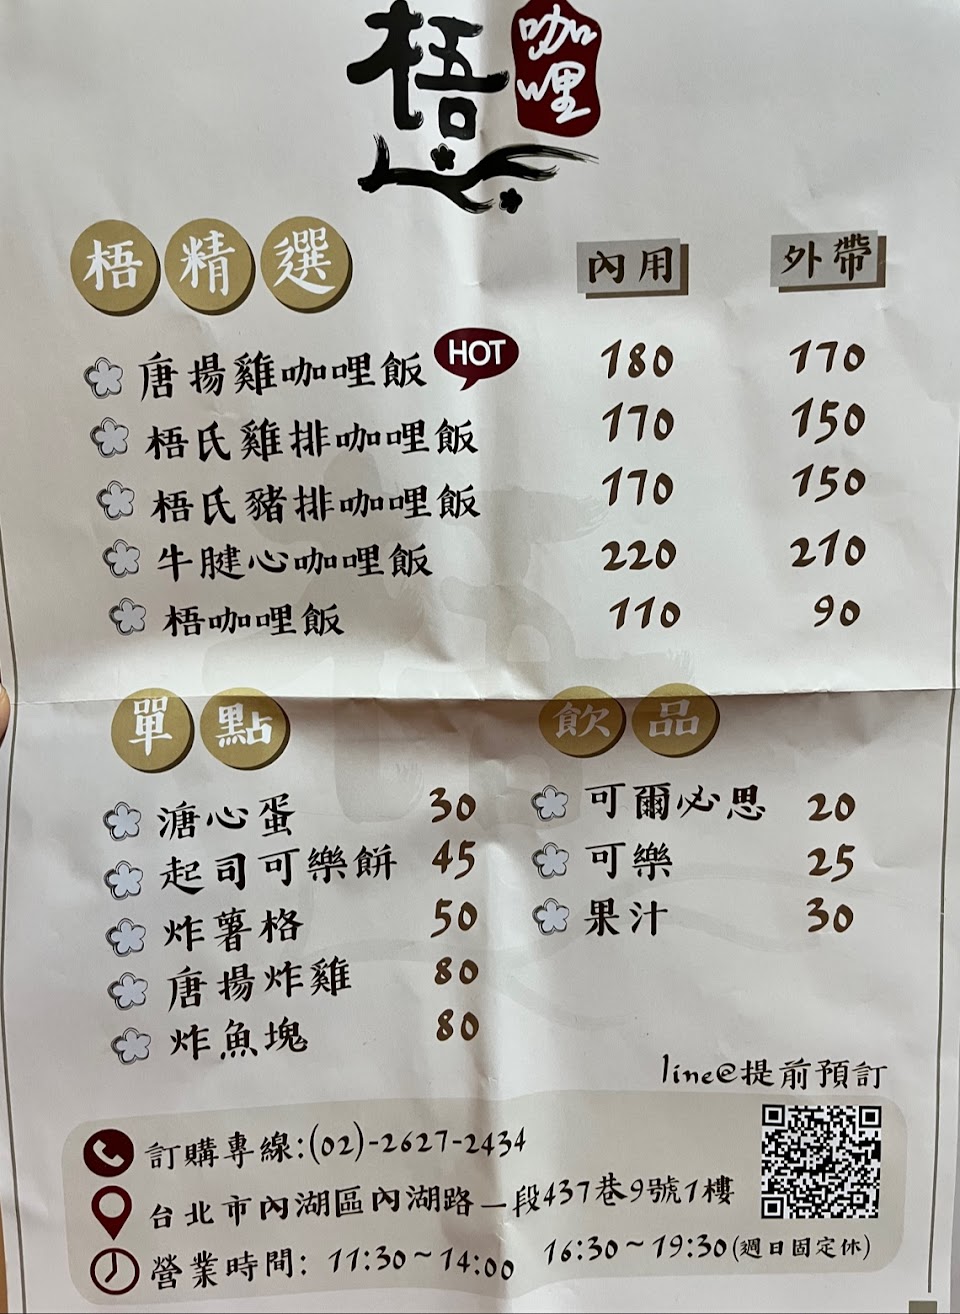 梧 咖哩
梧精選 內用 外帶
唐揚雞咖哩飯 HOT 180 170
梧氏雞排咖哩飯 170 150
梧氏豬排咖哩飯 170 150
牛腱心咖哩飯 220 210
梧咖哩飯 110 90
單點
溏心蛋 30
起司可樂餅 45
炸薯格 50
唐揚炸雞 80
炸魚塊 80
飲品
可爾必思 20
可樂 25
果汁 30
line@提前預訂
訂購專線:(02)-2627-2434
台北市內湖區內湖路一段437巷9號1樓
營業時間: 11:30~14:00 16:30~19:30(週日固定休)